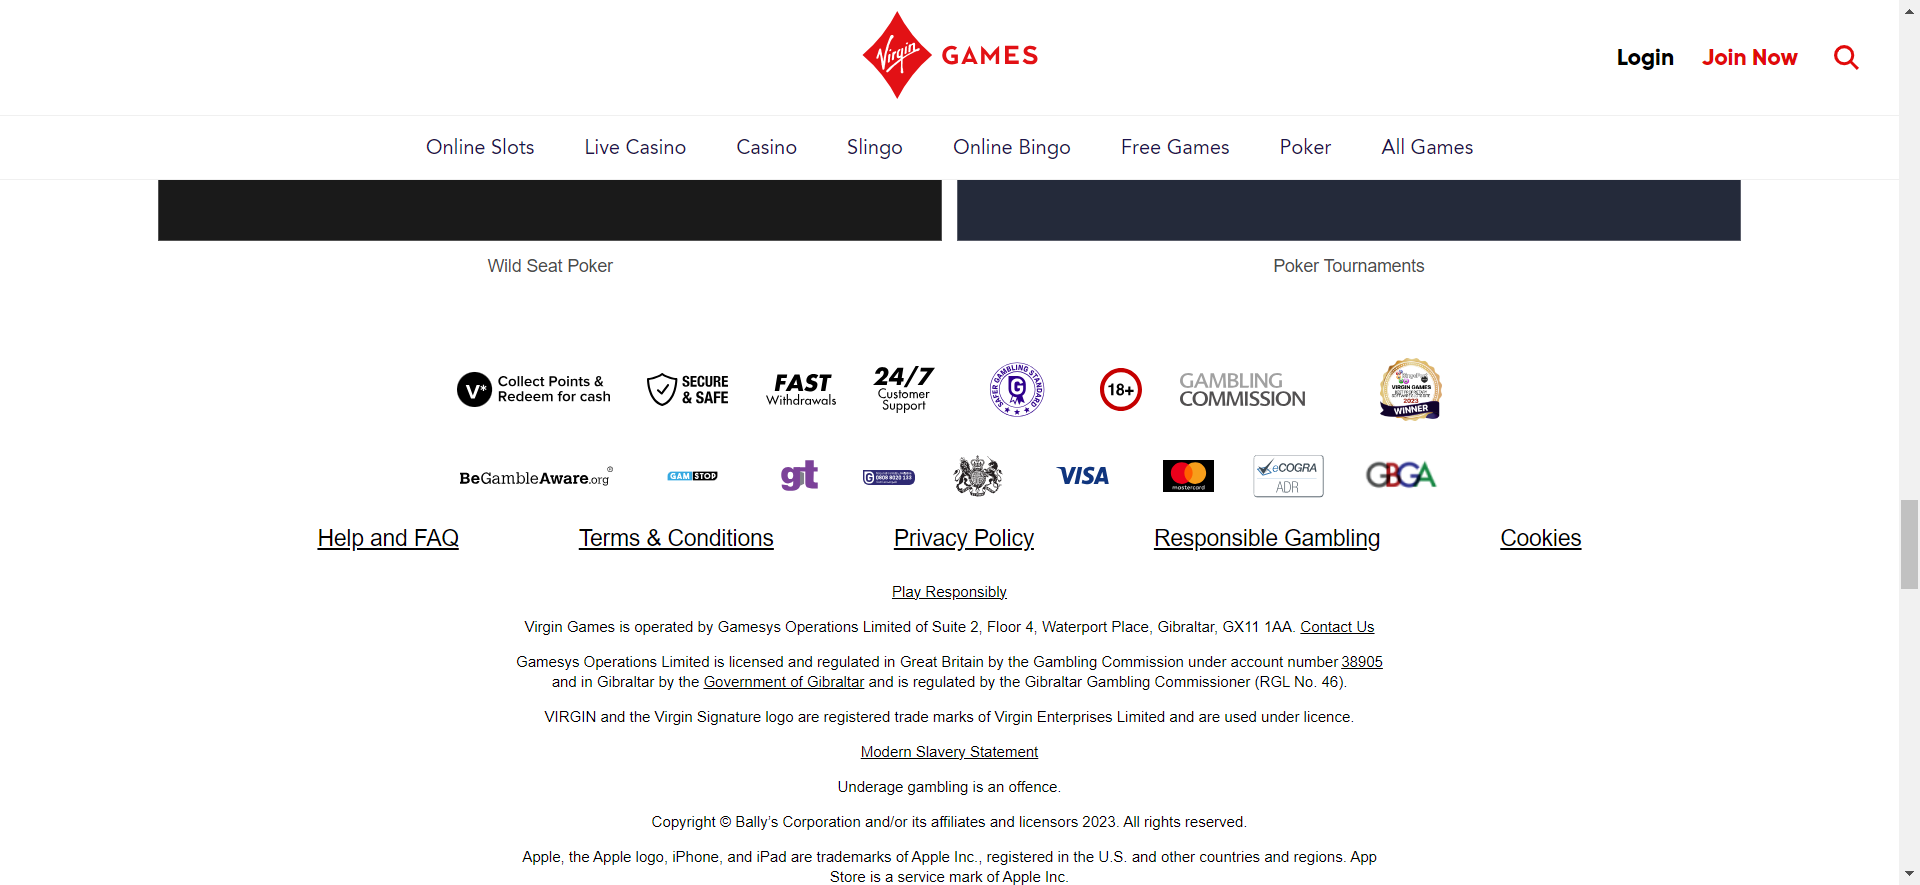 Virgin GAMES
Login
Join Now
Online Slots
Live Casino
Casino
Slingo
Online Bingo
Free Games
Poker
All Games
Wild Seat Poker
Poker Tournaments
V*
Collect Points &
Redeem for cash
SECURE
& SAFE
FAST
Withdrawals
24/7
Customer
Support
SAFER GAMBLING STANDARD
G
18+
GAMBLING
COMMISSION
VIRGIN GAMES
2023
WINNER
BeGambleAware.org®
GAMSTOP
gt
0808 8020 133
VISA
mastercard
eCOGRA
ADR
GBGA
Help and FAQ
Terms & Conditions
Privacy Policy
Responsible Gambling
Cookies
Play Responsibly
Virgin Games is operated by Gamesys Operations Limited of Suite 2, Floor 4, Waterport Place, Gibraltar, GX11 1AA. Contact Us
Gamesys Operations Limited is licensed and regulated in Great Britain by the Gambling Commission under account number 38905
and in Gibraltar by the Government of Gibraltar and is regulated by the Gibraltar Gambling Commissioner (RGL No. 46).
VIRGIN and the Virgin Signature logo are registered trade marks of Virgin Enterprises Limited and are used under licence.
Modern Slavery Statement
Underage gambling is an offence.
Copyright © Bally’s Corporation and/or its affiliates and licensors 2023. All rights reserved.
Apple, the Apple logo, iPhone, and iPad are trademarks of Apple Inc., registered in the U.S. and other countries and regions. App
Store is a service mark of Apple Inc.